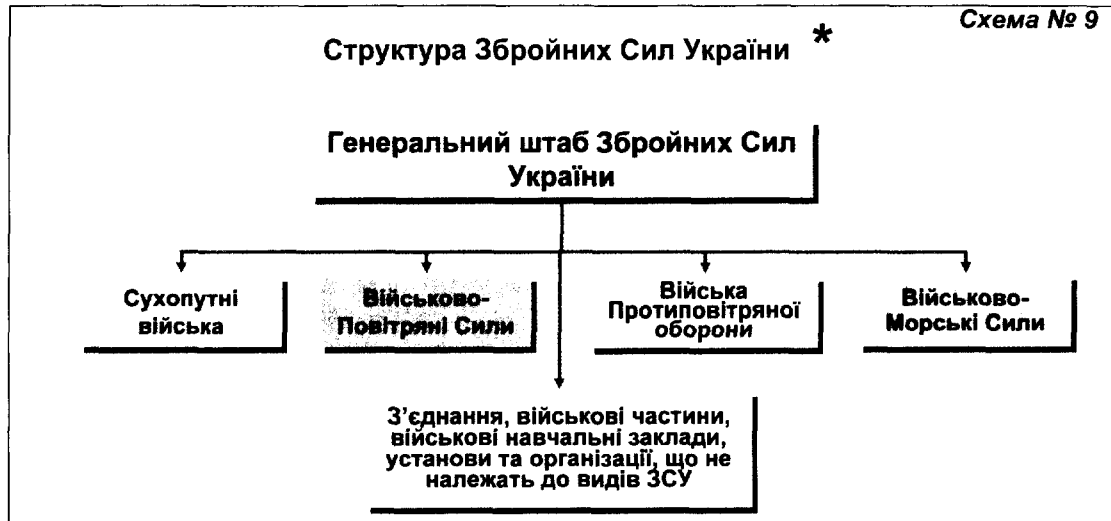 Схема № 9
Структура Збройних Сил України *
Генеральний штаб Збройних Сил
України
Сухопутні
війська
Військово-
Повітряні Сили
Війська
Протиповітряної
оборони
Військово-
Морські Сили
З’єднання, військові частини,
військові навчальні заклади,
установи та організації, що не
належать до видів ЗСУ